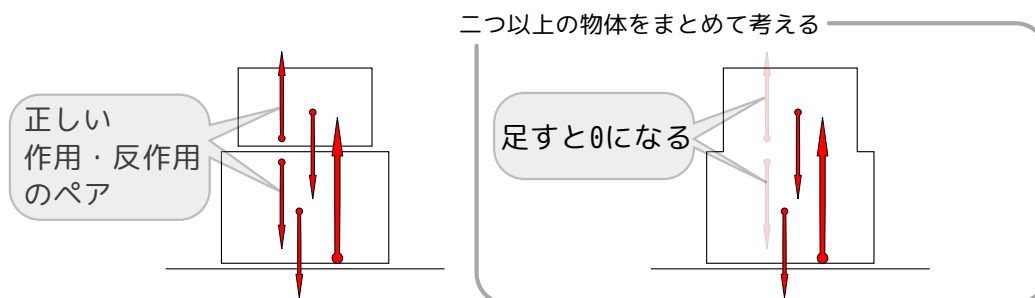 二つ以上の物体をまとめて考える
正しい
作用・反作用
のペア
足すと0になる